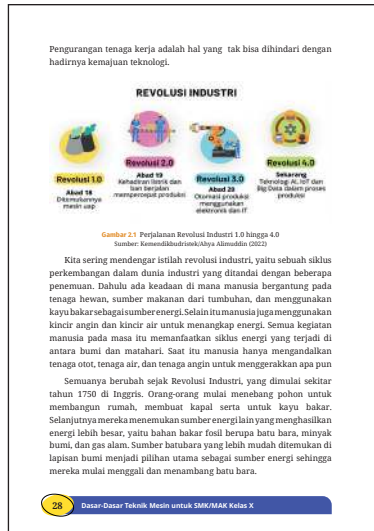 Pengurangan tenaga kerja adalah hal yang tak bisa dihindari dengan
hadirnya kemajuan teknologi.
REVOLUSI INDUSTRI
Revolusi 1.0
Abad 18
Ditemukannya
mesin uap
Revolusi 2.0
Abad 19
Kehadiran listrik dan
ban berjalan
mempercepat produksi
Revolusi 3.0
Abad 20
Otomasi produksi
menggunakan
elektronik dan IT
Revolusi 4.0
Sekarang
Teknologi AI, IoT dan
Big Data dalam proses
produksi
Gambar 2.1 Perjalanan Revolusi Industri 1.0 hingga 4.0
Sumber: Kemendikbudristek/Ahya Alimuddin (2022)
Kita sering mendengar istilah revolusi industri, yaitu sebuah siklus
perkembangan dalam dunia industri yang ditandai dengan beberapa
penemuan. Dahulu ada keadaan di mana manusia bergantung pada
tenaga hewan, sumber makanan dari tumbuhan, dan menggunakan
kayu bakar sebagai sumber energi. Selain itu manusia juga menggunakan
kincir angin dan kincir air untuk menangkap energi. Semua kegiatan
manusia pada masa itu memanfaatkan siklus energi yang terjadi di
antara bumi dan matahari. Saat itu manusia hanya mengandalkan
tenaga otot, tenaga air, dan tenaga angin untuk menggerakkan apa pun
Semuanya berubah sejak Revolusi Industri, yang dimulai sekitar
tahun 1750 di Inggris. Orang-orang mulai menebang pohon untuk
membangun rumah, membuat kapal serta untuk kayu bakar.
Selanjutnya mereka menemukan sumber energi lain yang menghasilkan
energi lebih besar, yaitu bahan bakar fosil berupa batu bara, minyak
bumi, dan gas alam. Sumber batubara yang lebih mudah ditemukan di
lapisan bumi menjadi pilihan utama sebagai sumber energi sehingga
mereka mulai menggali dan menambang batu bara.
28 Dasar-Dasar Teknik Mesin untuk SMK/MAK Kelas X